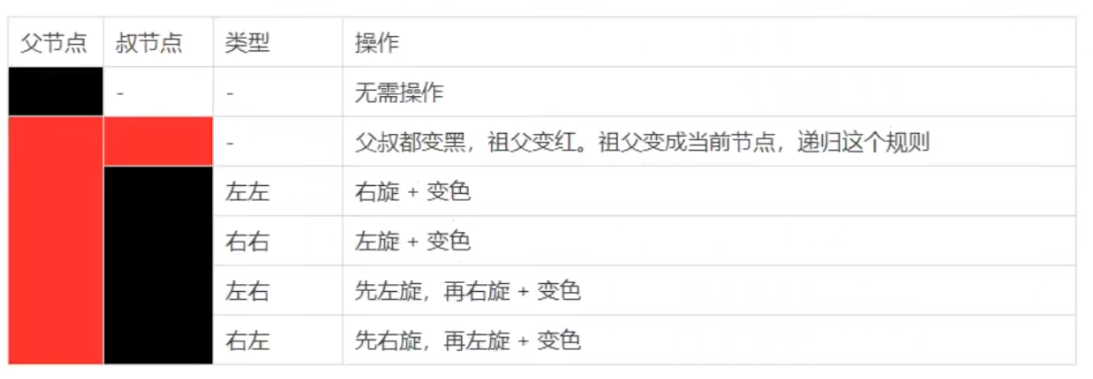 父节点 叔节点 类型 操作
- - 无需操作
- 父叔都变黑，祖父变红。祖父变成当前节点，递归这个规则
左左 右旋 + 变色
右右 左旋 + 变色
左右 先左旋，再右旋 + 变色
右左 先右旋，再左旋 + 变色